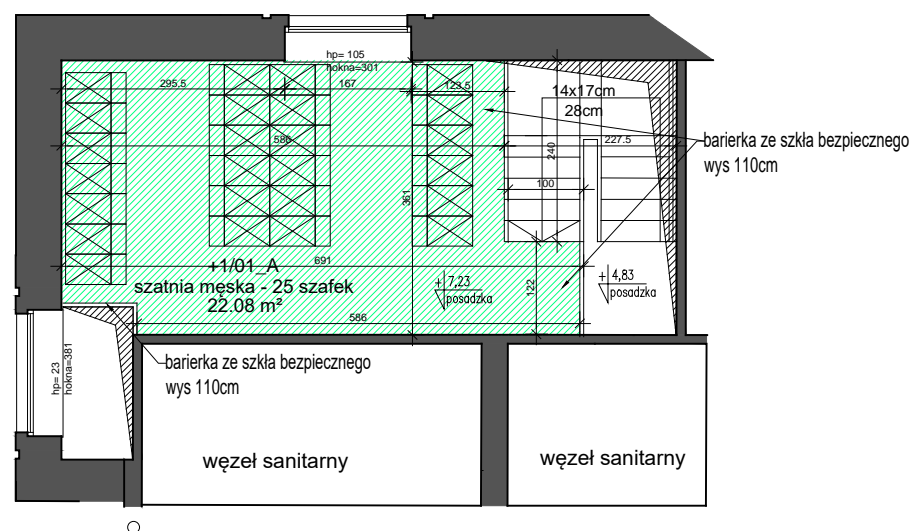 hp= 105
hokna=301
295.5
167
123.5
14x17cm
28cm
586
240
227.5
barierka ze szkła bezpiecznego
wys 110cm
100
361
+1/01_A
691
szatnia męska - 25 szafek
22.08 m²
+ 7,23
posadzka
122
+ 4,83
posadzka
586
hp= 23
hokna=381
barierka ze szkła bezpiecznego
wys 110cm
węzeł sanitarny
węzeł sanitarny